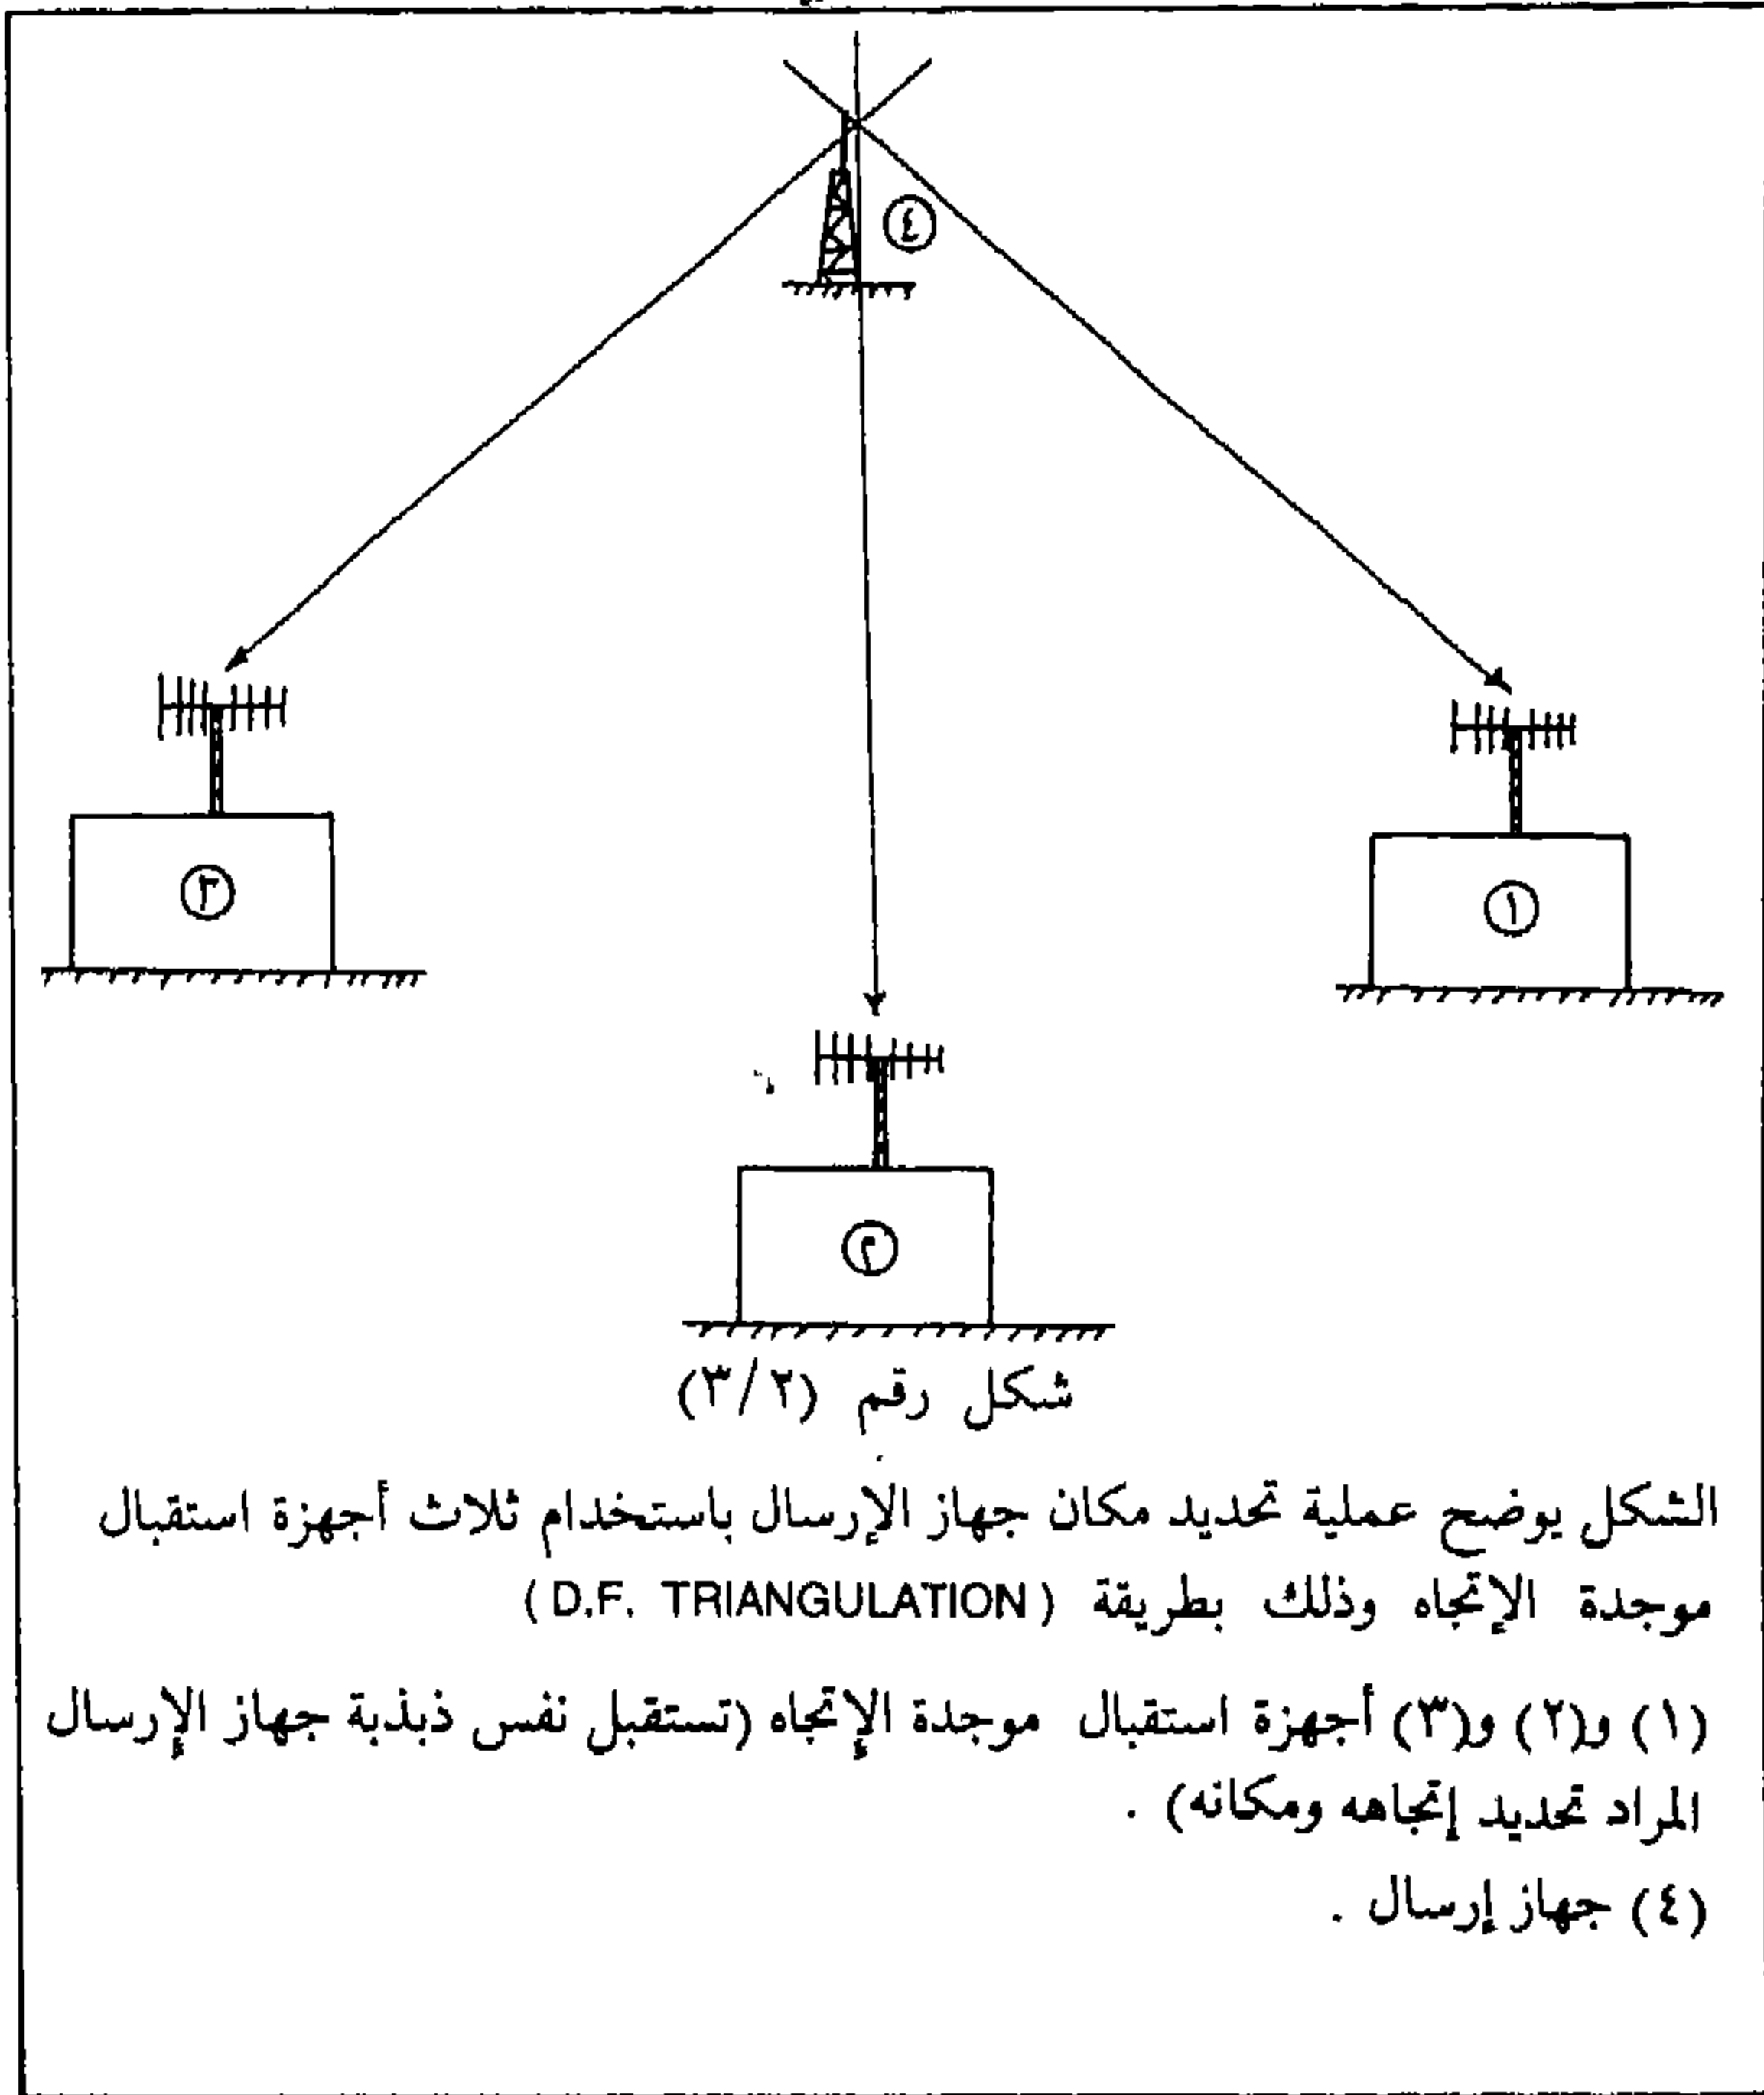 ٤
٣
١
٢
شكل رقم (٣/٢)
الشكل يوضح عملية تحديد مكان جهاز الإرسال باستخدام ثلاث أجهزة استقبال
موجدة الإتجاه وذلك بطريقة (D.F. TRIANGULATION)
(١) و(٢) و(٣) أجهزة استقبال موجدة الإتجاه (تستقبل نفس ذبذبة جهاز الإرسال
المراد تحديد إتجاهه ومكانه) .
(٤) جهاز إرسال .